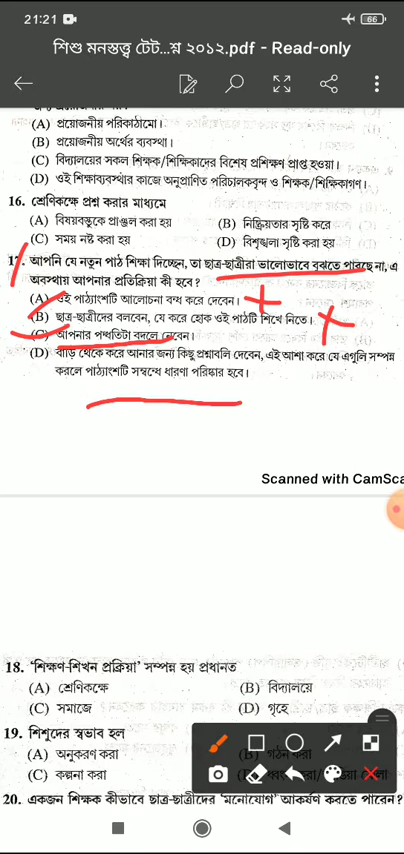 21:21
66
শিশু মনস্তত্ত্ব টেট...শ্ন ২০১২.pdf - Read-only
(A) প্রয়োজনীয় পরিকাঠামো।
(B) প্রয়োজনীয় অর্থের ব্যবস্থা।
(C) বিদ্যালয়ের সকল শিক্ষক/শিক্ষিকাদের বিশেষ প্রশিক্ষণ প্রাপ্ত হওয়া।
(D) ওই শিক্ষাব্যবস্থার কাজে অনুপ্রাণিত পরিচালকবৃন্দ ও শিক্ষক/শিক্ষিকাগণ।
16. শ্রেণিকক্ষে প্রশ্ন করার মাধ্যমে
(A) বিষয়বস্তুকে প্রাঞ্জল করা হয় (B) নিষ্ক্রিয়তার সৃষ্টি করে
(C) সময় নষ্ট করা হয় (D) বিশৃঙ্খলা সৃষ্টি করা হয়
17. আপনি যে নতুন পাঠ শিক্ষা দিচ্ছেন, তা ছাত্র-ছাত্রীরা ভালোভাবে বুঝতে পারছে না, এ
অবস্থায় আপনার প্রতিক্রিয়া কী হবে?
(A) ওই পাঠ্যাংশটি আলোচনা বন্ধ করে দেবেন।
(B) ছাত্র-ছাত্রীদের বলবেন, যে করে হোক ওই পাঠটি শিখে নিতে।
(C) আপনার পদ্ধতিটা বদলে নেবেন।
(D) বাড়ি থেকে করে আনার জন্য কিছু প্রশ্নাবলি দেবেন, এই আশা করে যে এগুলি সম্পন্ন
করলে পাঠ্যাংশটি সম্বন্ধে ধারণা পরিষ্কার হবে।
Scanned with CamSca
18. ‘শিক্ষণ-শিখন প্রক্রিয়া’ সম্পন্ন হয় প্রধানত
(A) শ্রেণিকক্ষে (B) বিদ্যালয়ে
(C) সমাজে (D) গৃহে
19. শিশুদের স্বভাব হল
(A) অনুকরণ করা (B) গঠন করা
(C) কল্পনা করা
20. একজন শিক্ষক কীভাবে ছাত্র-ছাত্রীদের ‘মনোযোগ’ আকর্ষণ করতে পারেন?